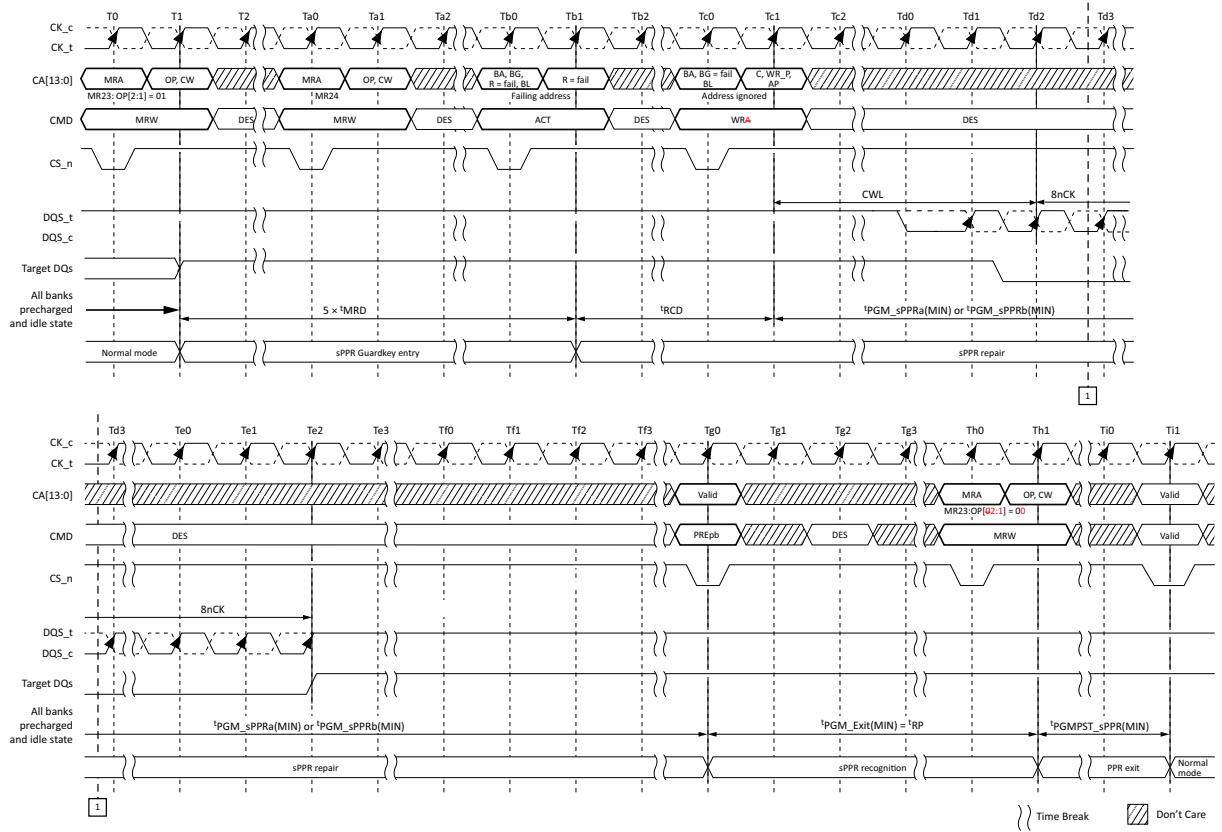 T0 T1 T2 Ta0 Ta1 Ta2 Tb0 Tb1 Tb2 Tc0 Tc1 Tc2 Td0 Td1 Td2 Td3
CK_c
CK_t
CA[13:0] MRA OP, CW MRA OP, CW BA, BG, R = fail, BL R = fail BA, BG = fail BL C, WR_P, AP
MR23: OP[2:1] = 01 MR24 Failing address Address ignored
CMD MRW DES MRW DES ACT DES WRA DES
CS_n
CWL 8nCK
DQS_t
DQS_c
Target DQs
All banks
precharged
and idle state
5 × tMRD tRCD tPGM_sPPRa(MIN) or tPGM_sPPRb(MIN)
Normal mode sPPR Guardkey entry sPPR repair
1
Td3 Te0 Te1 Te2 Te3 Tf0 Tf1 Tf2 Tf3 Tg0 Tg1 Tg2 Tg3 Th0 Th1 Ti0 Ti1
CK_c
CK_t
CA[13:0] Valid MRA OP, CW Valid
MR23:OP[02:1] = 00
CMD DES PREpb DES MRW Valid
CS_n
8nCK
DQS_t
DQS_c
Target DQs
All banks
precharged
and idle state
tPGM_sPPRa(MIN) or tPGM_sPPRb(MIN) tPGM_Exit(MIN) = tRP tPGMPST_sPPR(MIN)
sPPR repair sPPR recognition PPR exit Normal mode
1
Time Break Don't Care